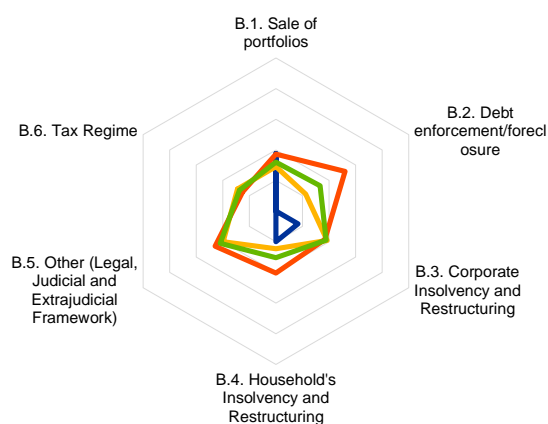 B.1. Sale of
portfolios
B.2. Debt
enforcement/forecl
osure
B.3. Corporate
Insolvency and
Restructuring
B.4. Household's
Insolvency and
Restructuring
B.5. Other (Legal,
Judicial and
Extrajudicial
Framework)
B.6. Tax Regime